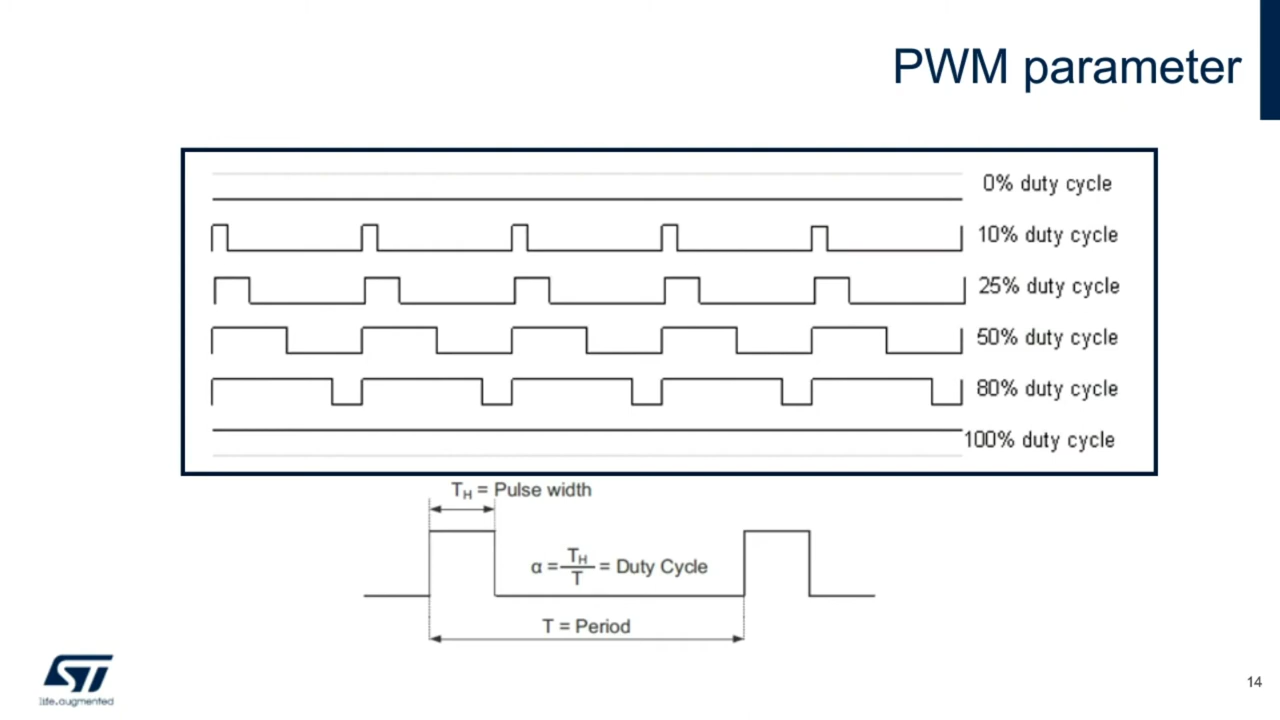 PWM parameter
0% duty cycle
10% duty cycle
25% duty cycle
50% duty cycle
80% duty cycle
100% duty cycle
TH = Pulse width
α = TH/T = Duty Cycle
T = Period
ST
life.augmented
14